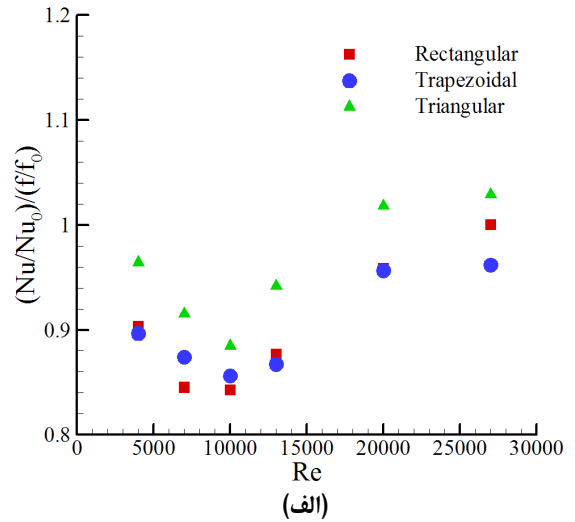 1.2
1.1
1
0.9
0.8
(Nu/Nu₀)/(f/f₀)
Rectangular
Trapezoidal
Triangular
0 5000 10000 15000 20000 25000 30000
Re
(الف)